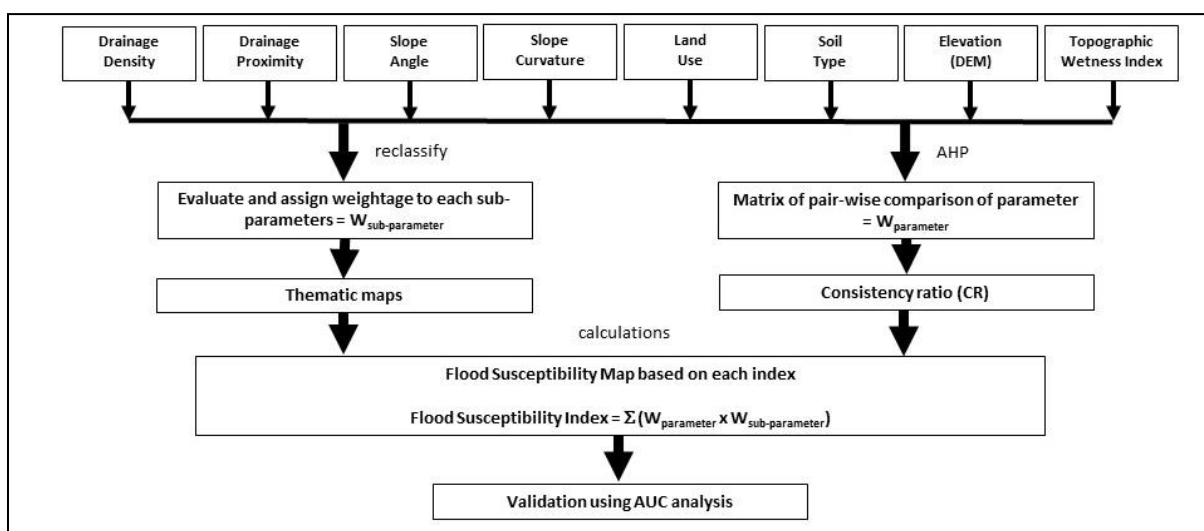 Drainage
Density
Drainage
Proximity
Slope
Angle
Slope
Curvature
Land
Use
Soil
Type
Elevation
(DEM)
Topographic
Wetness Index
reclassify
AHP
Evaluate and assign weightage to each sub-
parameters = Wsub-parameter
Matrix of pair-wise comparison of parameter
= Wparameter
Thematic maps
Consistency ratio (CR)
calculations
Flood Susceptibility Map based on each index
Flood Susceptibility Index = Σ (Wparameter x Wsub-parameter)
Validation using AUC analysis